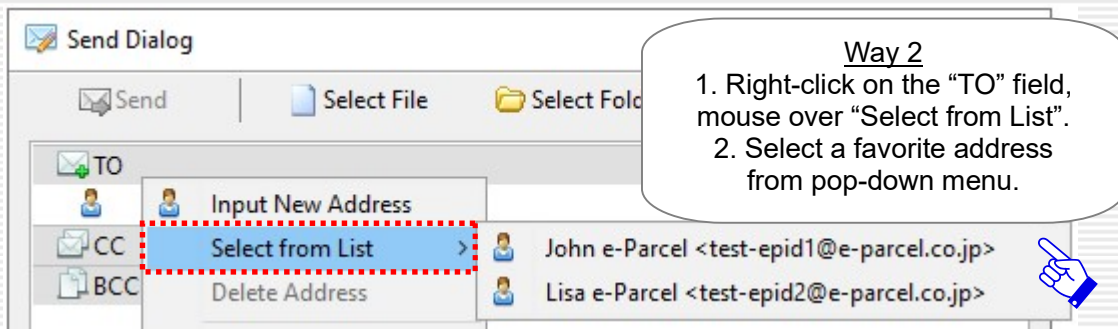 Send Dialog
Send
Select File
Select Fold
Way 2
1. Right-click on the “TO” field,
mouse over “Select from List”.
2. Select a favorite address
from pop-down menu.
TO
Input New Address
CC
Select from List >
John e-Parcel <test-epid1@e-parcel.co.jp>
BCC
Delete Address
Lisa e-Parcel <test-epid2@e-parcel.co.jp>